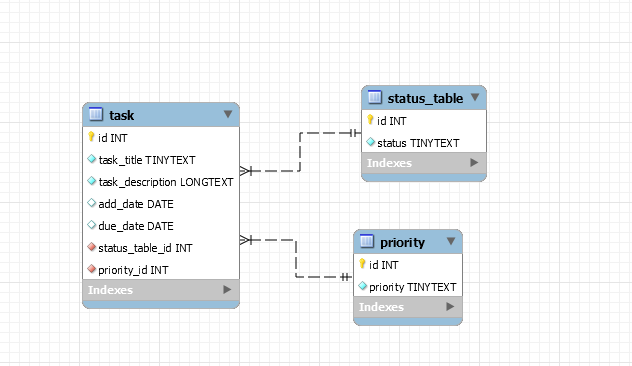 task
id INT
task_title TINYTEXT
task_description LONGTEXT
add_date DATE
due_date DATE
status_table_id INT
priority_id INT
Indexes
status_table
id INT
status TINYTEXT
Indexes
priority
id INT
priority TINYTEXT
Indexes